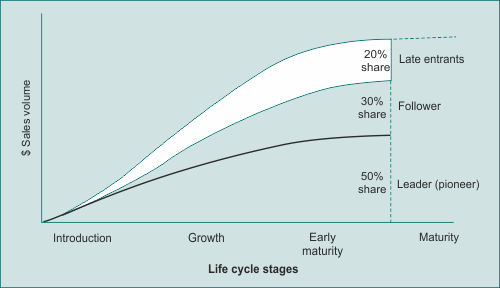 $ Sales volume
20%
share
Late entrants
30%
share
Follower
50%
share
Leader (pioneer)
Introduction
Growth
Early
maturity
Maturity
Life cycle stages